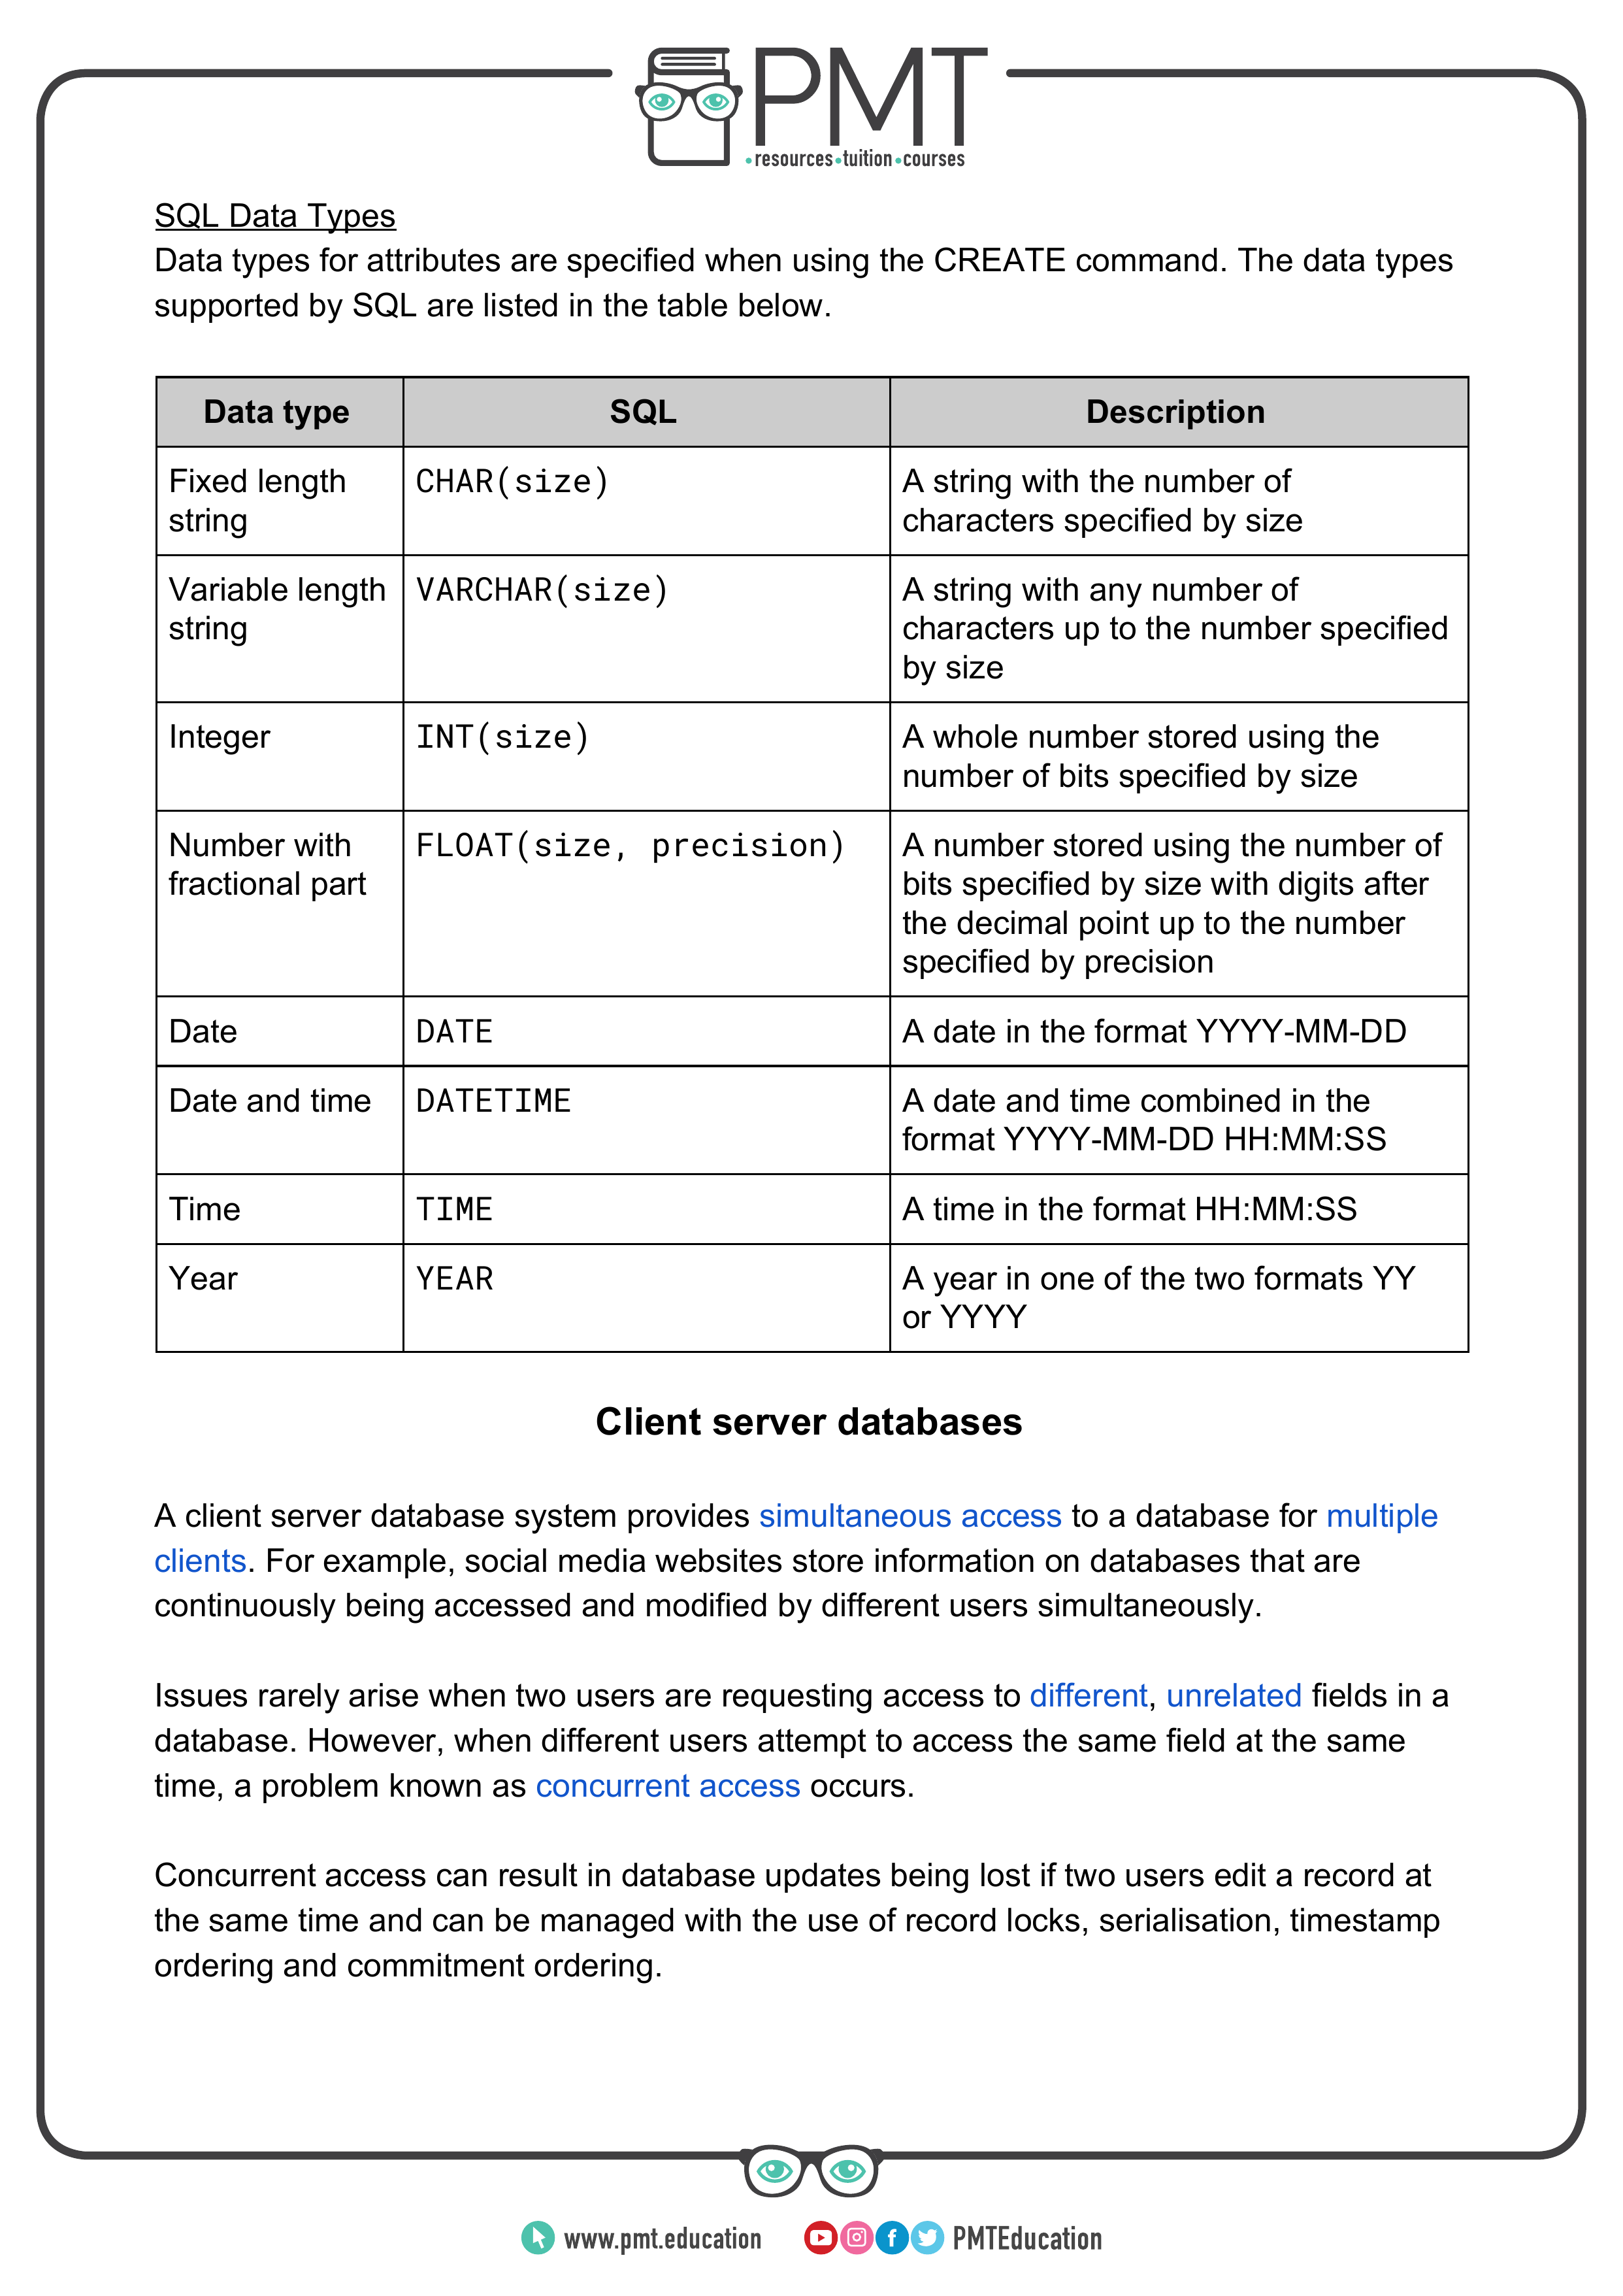 PMT
•resources•tuition•courses
SQL Data Types
Data types for attributes are specified when using the CREATE command. The data types
supported by SQL are listed in the table below.
Data type SQL Description
Fixed length CHAR(size) A string with the number of
string characters specified by size
Variable length VARCHAR(size) A string with any number of
string characters up to the number specified
by size
Integer INT(size) A whole number stored using the
number of bits specified by size
Number with FLOAT(size, precision) A number stored using the number of
fractional part bits specified by size with digits after
the decimal point up to the number
specified by precision
Date DATE A date in the format YYYY-MM-DD
Date and time DATETIME A date and time combined in the
format YYYY-MM-DD HH:MM:SS
Time TIME A time in the format HH:MM:SS
Year YEAR A year in one of the two formats YY
or YYYY
Client server databases
A client server database system provides simultaneous access to a database for multiple
clients. For example, social media websites store information on databases that are
continuously being accessed and modified by different users simultaneously.
Issues rarely arise when two users are requesting access to different, unrelated fields in a
database. However, when different users attempt to access the same field at the same
time, a problem known as concurrent access occurs.
Concurrent access can result in database updates being lost if two users edit a record at
the same time and can be managed with the use of record locks, serialisation, timestamp
ordering and commitment ordering.
www.pmt.education PMTEducation